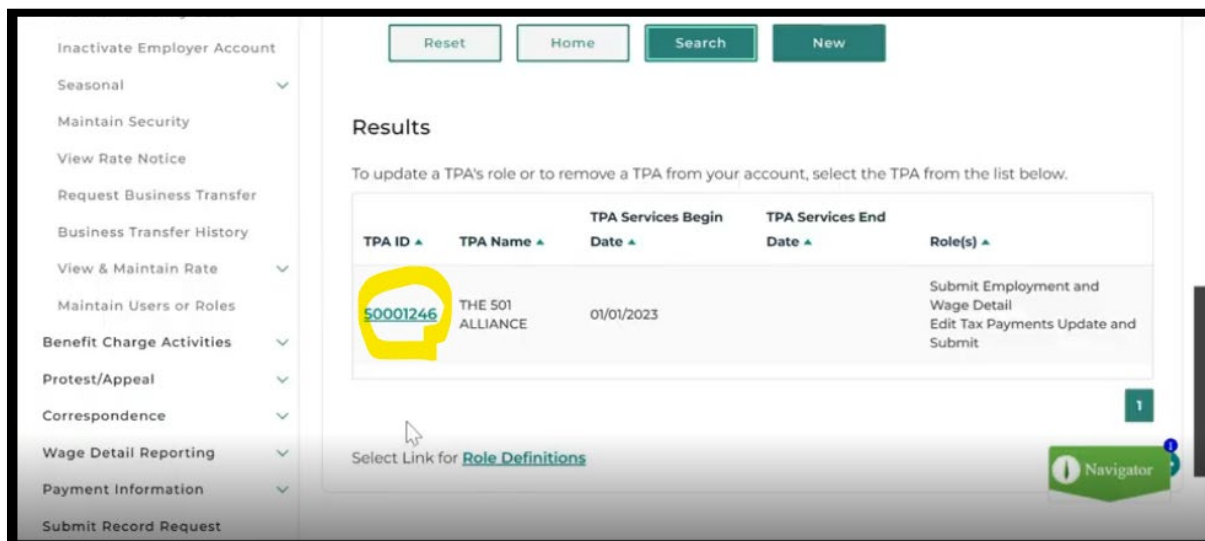 Inactivate Employer Account
Seasonal
Maintain Security
View Rate Notice
Request Business Transfer
Business Transfer History
View & Maintain Rate
Maintain Users or Roles
Benefit Charge Activities
Protest/Appeal
Correspondence
Wage Detail Reporting
Payment Information
Submit Record Request
Reset Home Search New
Results
To update a TPA's role or to remove a TPA from your account, select the TPA from the list below.
TPA Services Begin TPA Services End
TPA ID TPA Name Date Date Role(s)
Submit Employment and
50001246 THE 501 01/01/2023 Wage Detail
ALLIANCE Edit Tax Payments Update and
Submit
1
Select Link for Role Definitions
Navigator